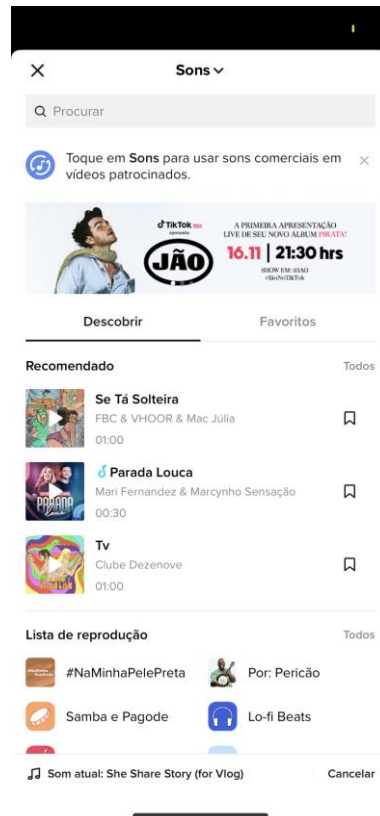 Sons
Procurar
Toque em Sons para usar sons comerciais em
vídeos patrocinados.
TikTok
apresenta
JÃO
A PRIMEIRA APRESENTAÇÃO
LIVE DE SEU NOVO ÁLBUM PIRATA!
16.11 | 21:30 hrs
SHOW EM: @JAO
Descobrir
Favoritos
Recomendado
Todos
Se Tá Solteira
FBC & VHOOR & Mac Júlia
01:00
Parada Louca
Mari Fernandez & Marcynho Sensação
00:30
Tv
Clube Dezenove
01:00
Lista de reprodução
Todos
#NaMinhaPelePreta
Por: Pericão
Samba e Pagode
Lo-fi Beats
Som atual: She Share Story (for Vlog)
Cancelar